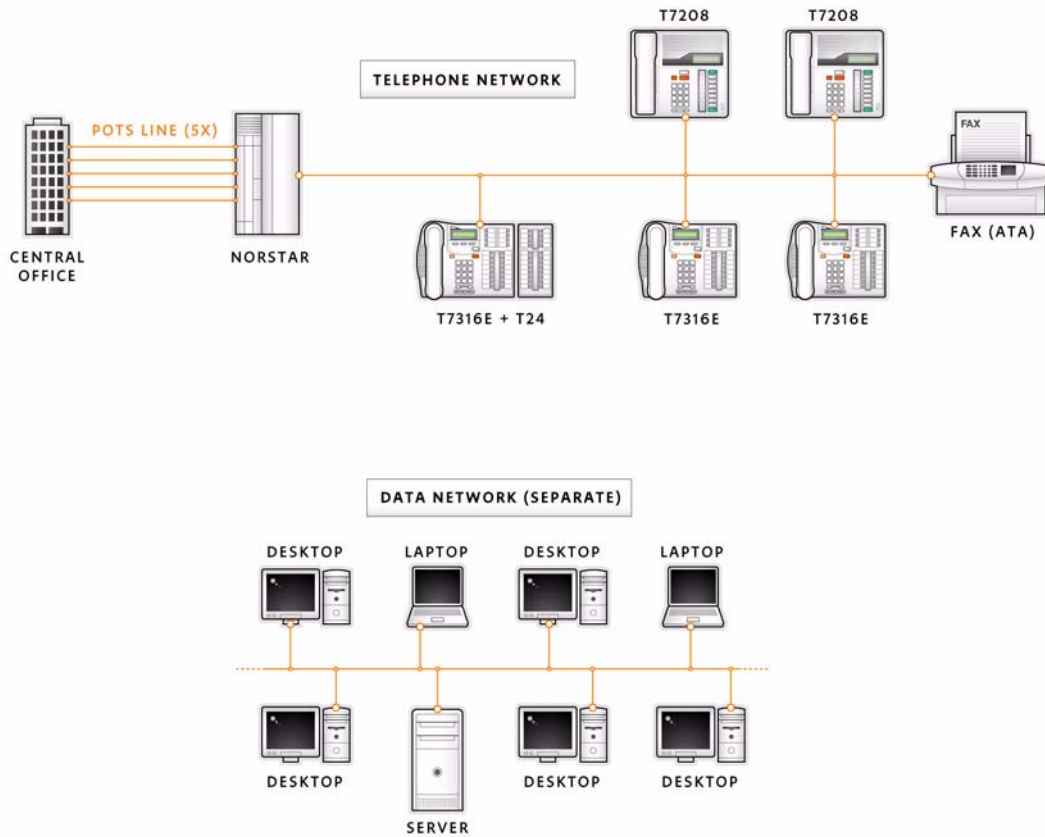 T7208
T7208
TELEPHONE NETWORK
POTS LINE (5X)
FAX
CENTRAL
OFFICE
NORSTAR
FAX (ATA)
T7316E + T24
T7316E
T7316E
DATA NETWORK (SEPARATE)
DESKTOP
LAPTOP
DESKTOP
LAPTOP
DESKTOP
DESKTOP
DESKTOP
SERVER